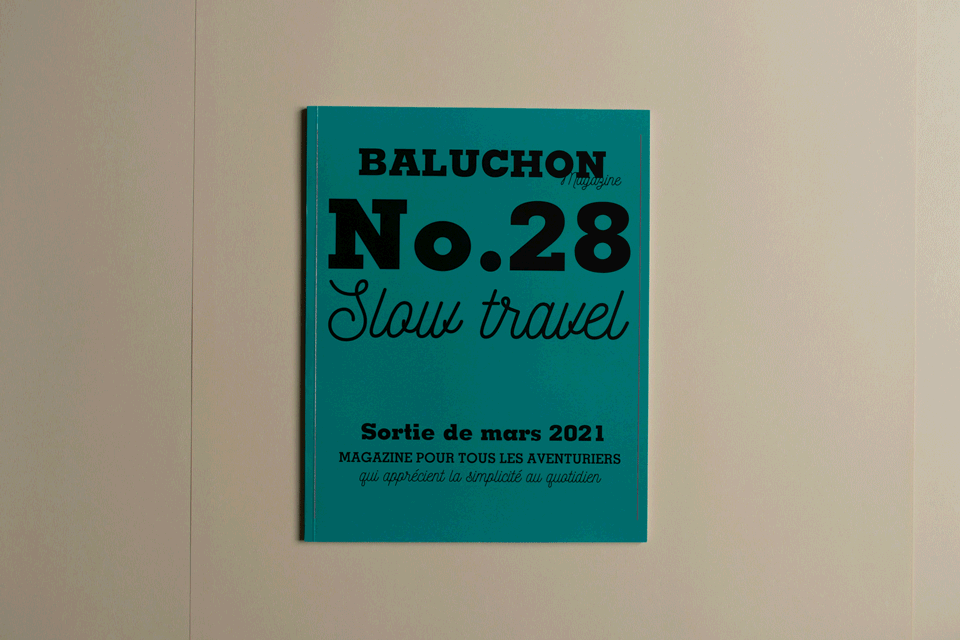 BALUCHON
Magazine
No.28
Slow travel
Sortie de mars 2021
MAGAZINE POUR TOUS LES AVENTURIERS
qui apprécient la simplicité au quotidien